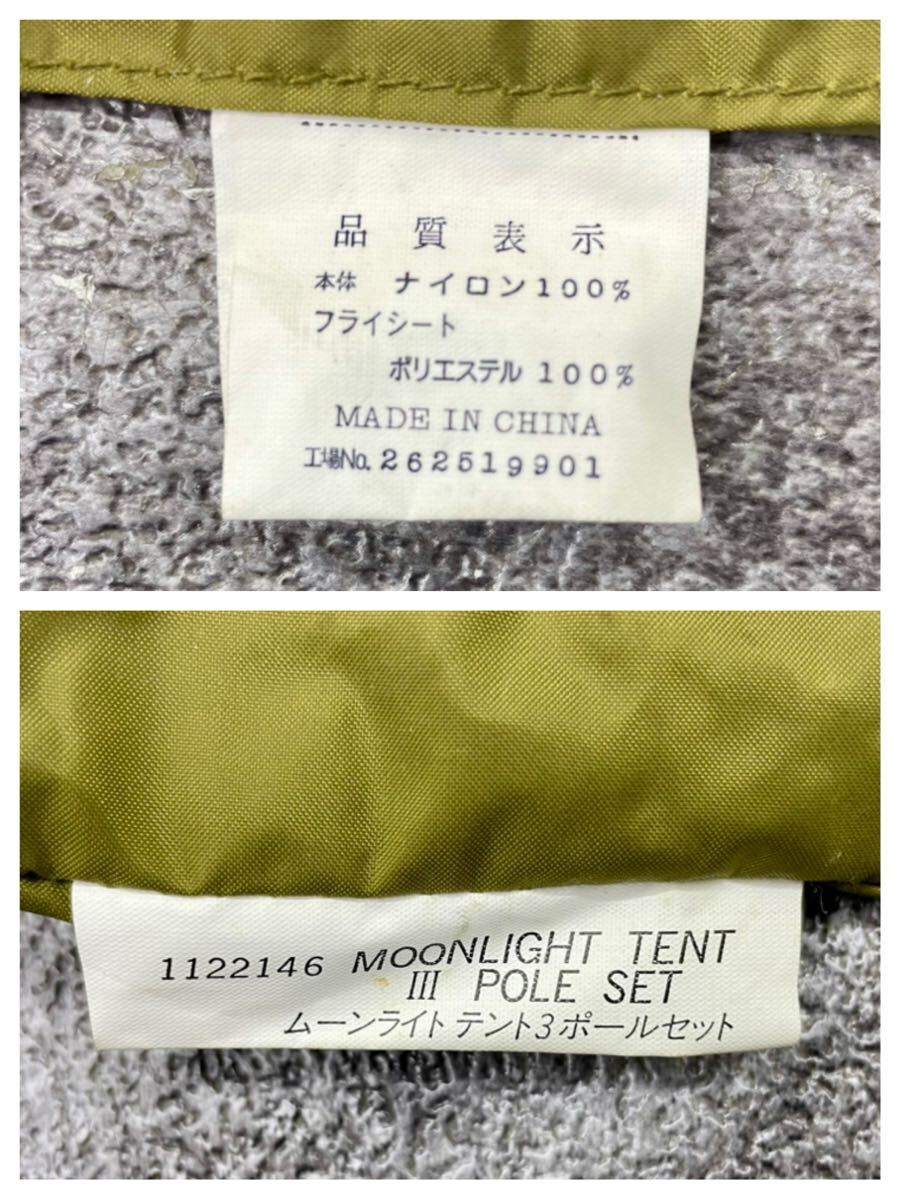 品質表示
本体 ナイロン100%
フライシート
ポリエステル 100%
MADE IN CHINA
工場No. 262519901
1122146 MOONLIGHT TENT
III POLE SET
ムーンライト テント3ポールセット